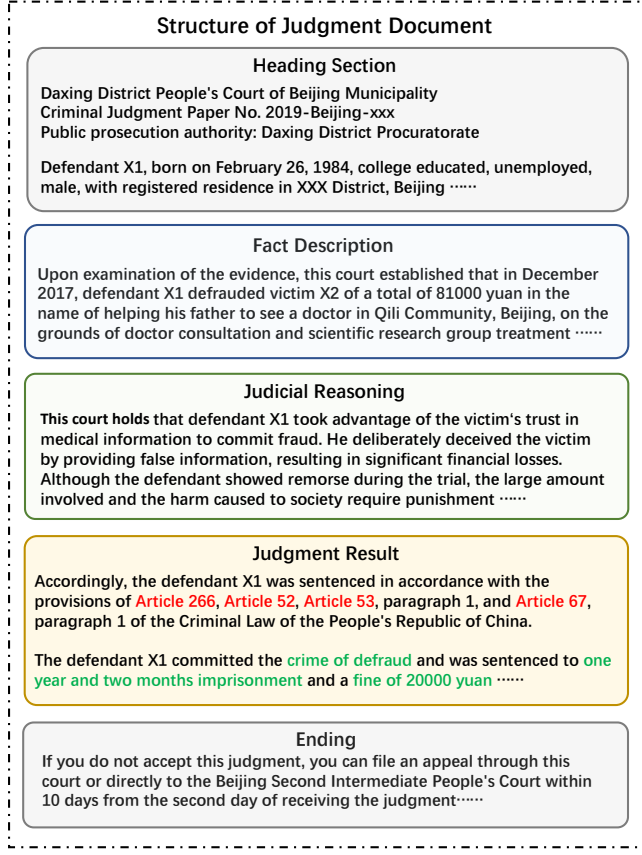 Structure of Judgment Document
Heading Section
Daxing District People's Court of Beijing Municipality
Criminal Judgment Paper No. 2019-Beijing-xxx
Public prosecution authority: Daxing District Procuratorate
Defendant X1, born on February 26, 1984, college educated, unemployed,
male, with registered residence in XXX District, Beijing ······
Fact Description
Upon examination of the evidence, this court established that in December
2017, defendant X1 defrauded victim X2 of a total of 81000 yuan in the
name of helping his father to see a doctor in Qili Community, Beijing, on the
grounds of doctor consultation and scientific research group treatment ······
Judicial Reasoning
This court holds that defendant X1 took advantage of the victim's trust in
medical information to commit fraud. He deliberately deceived the victim
by providing false information, resulting in significant financial losses.
Although the defendant showed remorse during the trial, the large amount
involved and the harm caused to society require punishment ······
Judgment Result
Accordingly, the defendant X1 was sentenced in accordance with the
provisions of Article 266, Article 52, Article 53, paragraph 1, and Article 67,
paragraph 1 of the Criminal Law of the People's Republic of China.
The defendant X1 committed the crime of defraud and was sentenced to one
year and two months imprisonment and a fine of 20000 yuan ······
Ending
If you do not accept this judgment, you can file an appeal through this
court or directly to the Beijing Second Intermediate People's Court within
10 days from the second day of receiving the judgment······